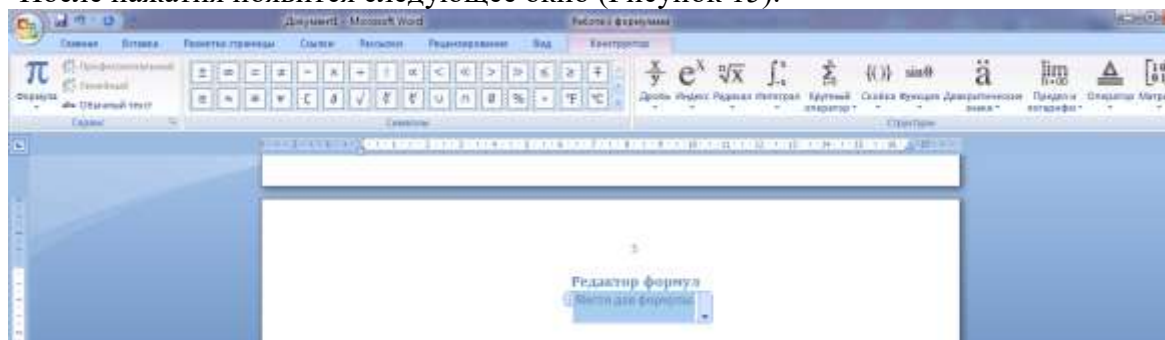 После нажатия появится следующее окно (Рисунок 15).
Документ1 - Microsoft Word
Работа с формулами
Главная Вставка Разметка страницы Ссылки Рассылки Рецензирование Вид Конструктор
π Формула
Профессиональный
Линейный
abc Обычный текст
Сервис
± ∞ = ≠ ~ × ÷ ! ∝ < ≪ > ≫ ≤ ≥ ∓
≅ ≈ ≡ ∀ ∁ ∂ √ ∛ ∜ ∪ ∩ ∅ % ° °F °C
Символы
Дробь Индекс Радикал Интеграл Крупный оператор Скобка Функция Диакритические знаки Предел и логарифм Оператор
Структуры
5
Редактор формул
Место для формулы.